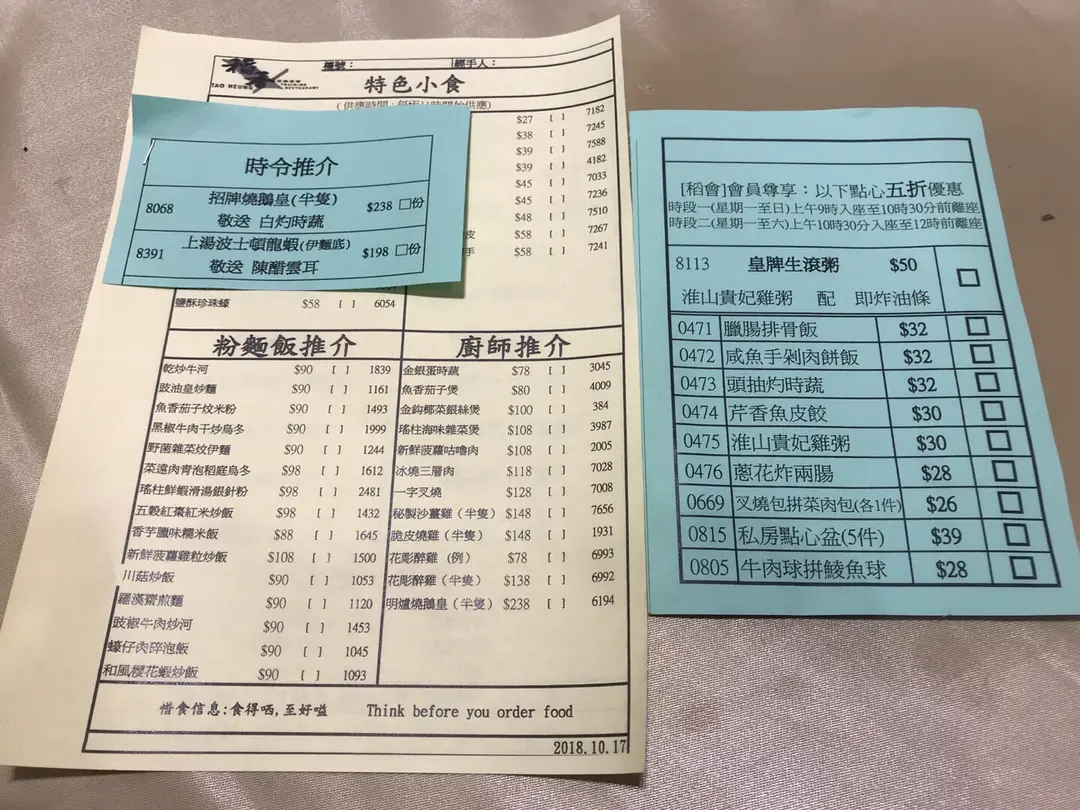 稻香
TAO HEUNG
檯號： 經手人：
特色小食
$27 [ ] 7182
$38 [ ] 7245
$39 [ ] 7588
$39 [ ] 4182
$45 [ ] 7033
$45 [ ] 7236
$48 [ ] 7510
皮 $58 [ ] 7267
手 $58 [ ] 7241
鹽酥珍珠蠔 $58 [ ] 6054
時令推介
8068 招牌燒鵝皇(半隻) $238 □份
敬送 白灼時蔬
8391 上湯波士頓龍蝦(伊麵底) $198 □份
敬送 陳醋雲耳
粉麵飯推介
乾炒牛河 $90 [ ] 1839
豉油皇炒麵 $90 [ ] 1161
魚香茄子炆米粉 $90 [ ] 1493
黑椒牛肉干炒烏冬 $90 [ ] 1999
野菌雜菜炆伊麵 $90 [ ] 1244
菜遠肉青泡稻庭烏冬 $98 [ ] 1612
瑤柱鮮蝦滑湯銀針粉 $98 [ ] 2481
五穀紅棗紅米炒飯 $98 [ ] 1432
香芋臘味糯米飯 $88 [ ] 1645
新鮮菠蘿雞粒炒飯 $108 [ ] 1500
川菇炒飯 $90 [ ] 1053
羅漢齋煎麵 $90 [ ] 1120
豉椒牛肉炒河 $90 [ ] 1453
蠔仔肉碎泡飯 $90 [ ] 1045
和風櫻花蝦炒飯 $90 [ ] 1093
廚師推介
金銀蛋時蔬 $78 [ ] 3045
魚香茄子煲 $80 [ ] 4009
金鈎椰菜銀絲煲 $100 [ ] 384
瑤柱海味雜菜煲 $108 [ ] 3987
新鮮菠蘿咕嚕肉 $108 [ ] 2005
冰燒三層肉 $118 [ ] 7028
一字叉燒 $128 [ ] 7008
秘製沙薑雞（半隻） $148 [ ] 7656
脆皮燒雞（半隻） $148 [ ] 1931
花彫醉雞（例） $78 [ ] 6993
花彫醉雞（半隻） $138 [ ] 6992
明爐燒鵝皇（半隻） $238 [ ] 6194
惜食信息:食得哂,至好嗌 Think before you order food
2018.10.17
[稻會]會員尊享：以下點心五折優惠
時段一(星期一至日)上午9時入座至10時30分前離座
時段二(星期一至六)上午10時30分入座至12時前離座
8113 皇牌生滾粥 $50 □
淮山貴妃雞粥 配 即炸油條
0471 臘腸排骨飯 $32 □
0472 咸魚手剁肉餅飯 $32 □
0473 頭抽灼時蔬 $32 □
0474 芹香魚皮餃 $30 □
0475 淮山貴妃雞粥 $30 □
0476 蔥花炸兩腸 $28 □
0669 叉燒包拼菜肉包(各1件) $26 □
0815 私房點心盆(5件) $39 □
0805 牛肉球拼鯪魚球 $28 □